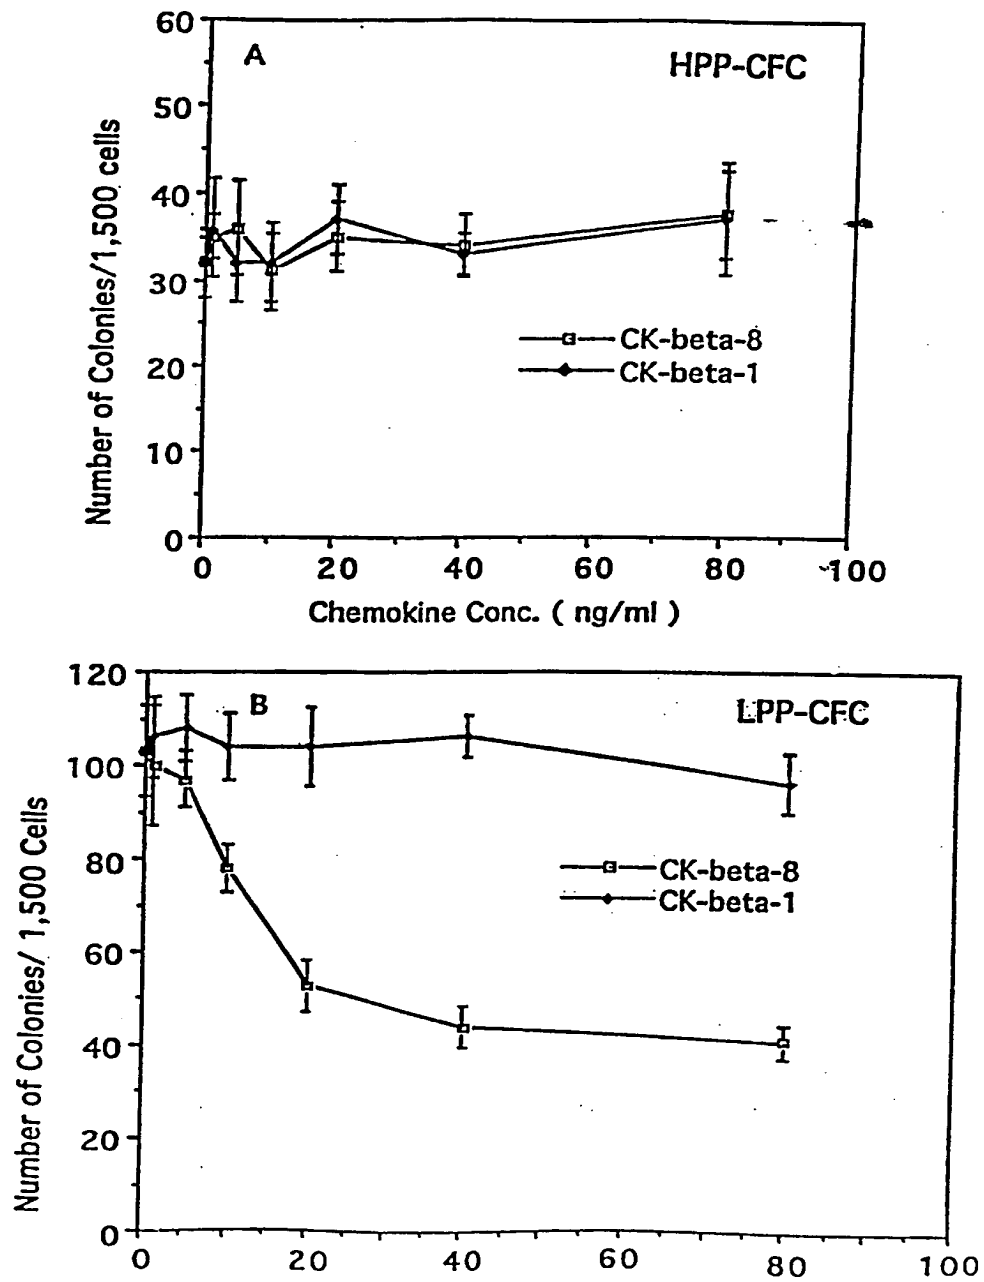 60
A
HPP-CFC
50
40
30
20
10
0
CK-beta-8
CK-beta-1
0 20 40 60 80 100
Number of Colonies/1,500 cells
Chemokine Conc. ( ng/ml )
120
B
LPP-CFC
100
80
60
40
20
0
CK-beta-8
CK-beta-1
0 20 40 60 80 100
Number of Colonies/ 1,500 Cells